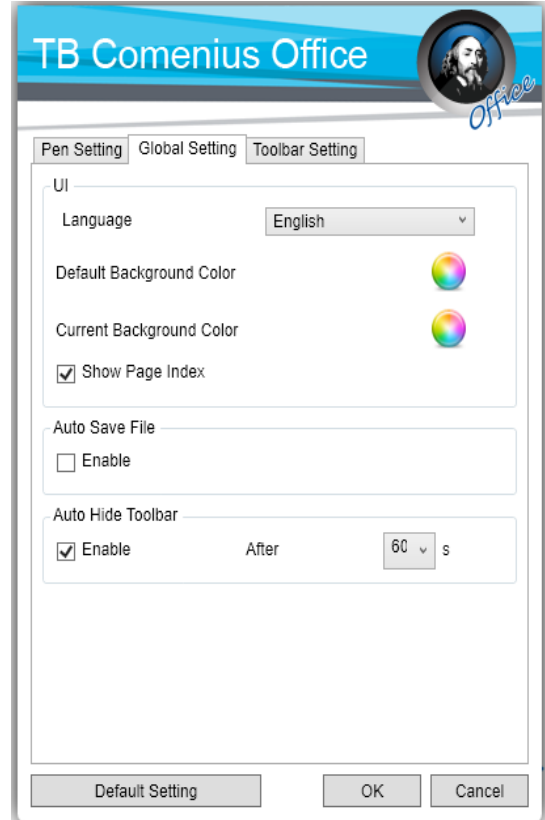 TB Comenius Office
Office
Pen Setting Global Setting Toolbar Setting
UI
Language English
Default Background Color
Current Background Color
Show Page Index
Auto Save File
Enable
Auto Hide Toolbar
Enable After 60 s
Default Setting OK Cancel